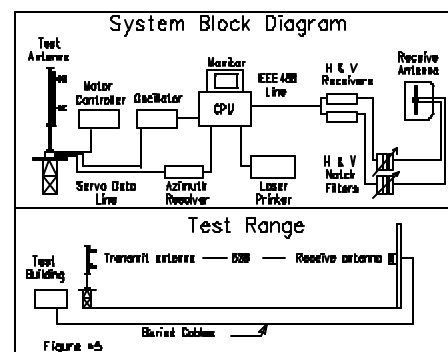 System Block Diagram
Test
Antenna
Motor
Controller
Oscillator
Monitor
CPU
IEEE488
Line
H & V
Receivers
Receive
Antenna
Servo Data
Line
Azimuth
Resolver
Laser
Printer
H & V
Notch
Filters
Test Range
Test
Building
Transmit antenna
Receive antenna
Buried Cables
Figure #5